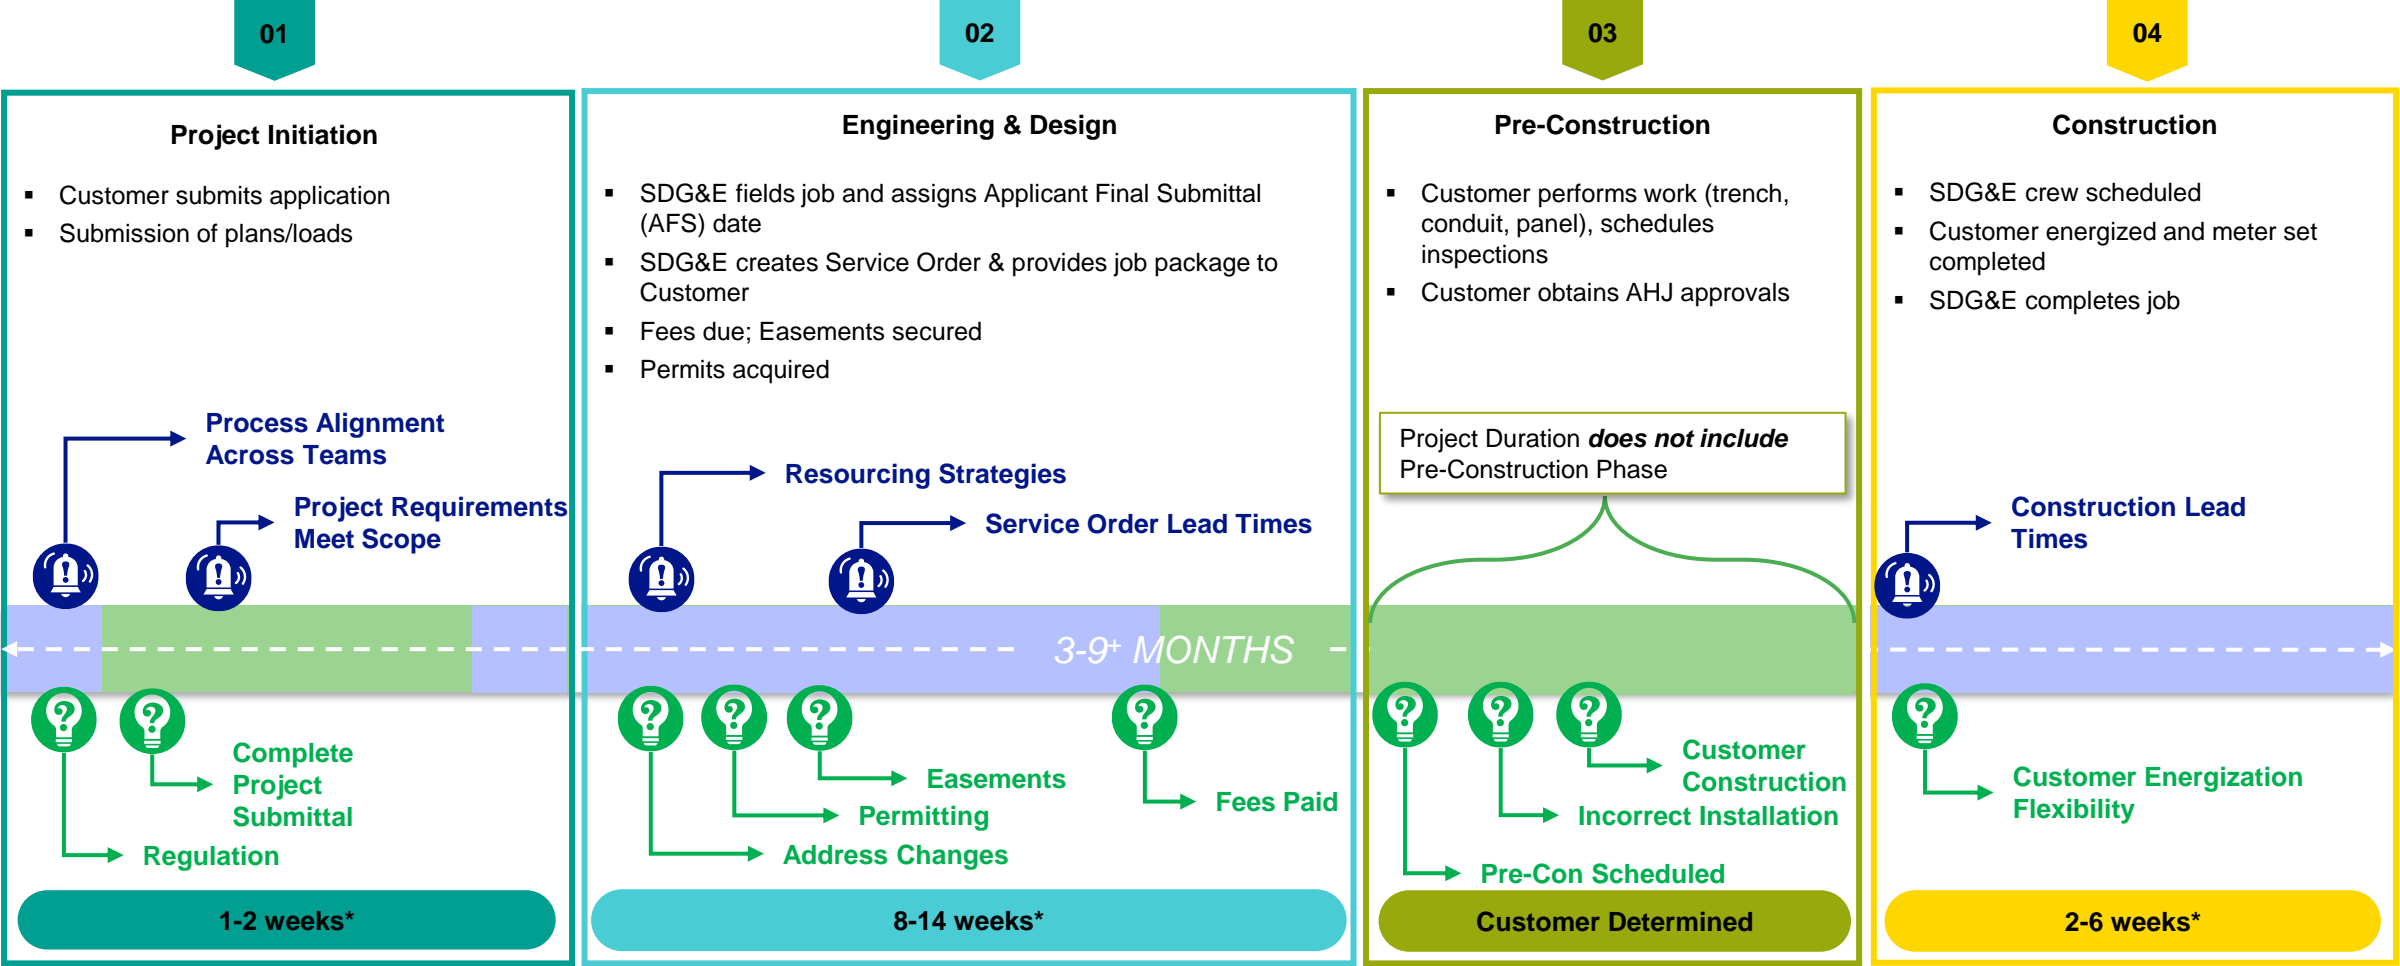 01
Project Initiation
▪ Customer submits application
▪ Submission of plans/loads
Process Alignment
Across Teams
Project Requirements
Meet Scope
Complete
Project
Submittal
Regulation
1-2 weeks*
02
Engineering & Design
▪ SDG&E fields job and assigns Applicant Final Submittal
(AFS) date
▪ SDG&E creates Service Order & provides job package to
Customer
▪ Fees due; Easements secured
▪ Permits acquired
Resourcing Strategies
Service Order Lead Times
3-9+ MONTHS
Easements
Fees Paid
Permitting
Address Changes
8-14 weeks*
03
Pre-Construction
▪ Customer performs work (trench,
conduit, panel), schedules
inspections
▪ Customer obtains AHJ approvals
Project Duration does not include
Pre-Construction Phase
Customer
Construction
Incorrect Installation
Pre-Con Scheduled
Customer Determined
04
Construction
▪ SDG&E crew scheduled
▪ Customer energized and meter set
completed
▪ SDG&E completes job
Construction Lead
Times
Customer Energization
Flexibility
2-6 weeks*